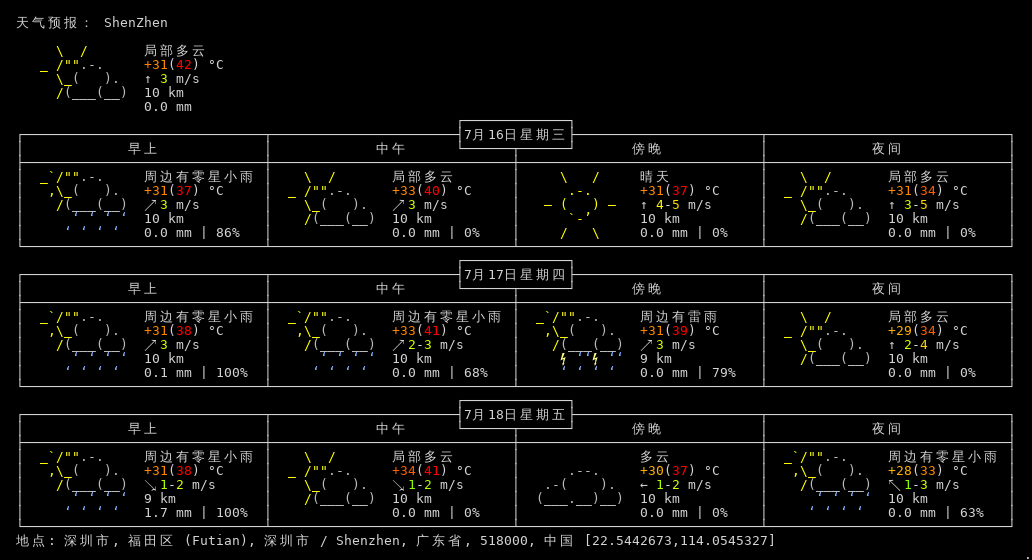 天气预报： ShenZhen
局部多云
+31(42) °C
↑ 3 m/s
10 km
0.0 mm
7月16日星期三
早上 中午 傍晚 夜间
周边有零星小雨 局部多云 晴天 局部多云
+31(37) °C +33(40) °C +31(37) °C +31(34) °C
↗3 m/s ↗3 m/s ↑ 4-5 m/s ↑ 3-5 m/s
10 km 10 km 10 km 10 km
0.0 mm | 86% 0.0 mm | 0% 0.0 mm | 0% 0.0 mm | 0%
7月17日星期四
早上 中午 傍晚 夜间
周边有零星小雨 周边有零星小雨 周边有雷雨 局部多云
+31(38) °C +33(41) °C +31(39) °C +29(34) °C
↗3 m/s ↗2-3 m/s ↗3 m/s ↑ 2-4 m/s
10 km 10 km 9 km 10 km
0.1 mm | 100% 0.0 mm | 68% 0.0 mm | 79% 0.0 mm | 0%
7月18日星期五
早上 中午 傍晚 夜间
周边有零星小雨 局部多云 多云 周边有零星小雨
+31(38) °C +34(41) °C +30(37) °C +28(33) °C
↘1-2 m/s ↘1-2 m/s ← 1-2 m/s ↖1-3 m/s
9 km 10 km 10 km 10 km
1.7 mm | 100% 0.0 mm | 0% 0.0 mm | 0% 0.0 mm | 63%
地点: 深圳市, 福田区 (Futian), 深圳市 / Shenzhen, 广东省, 518000, 中国 [22.5442673,114.0545327]